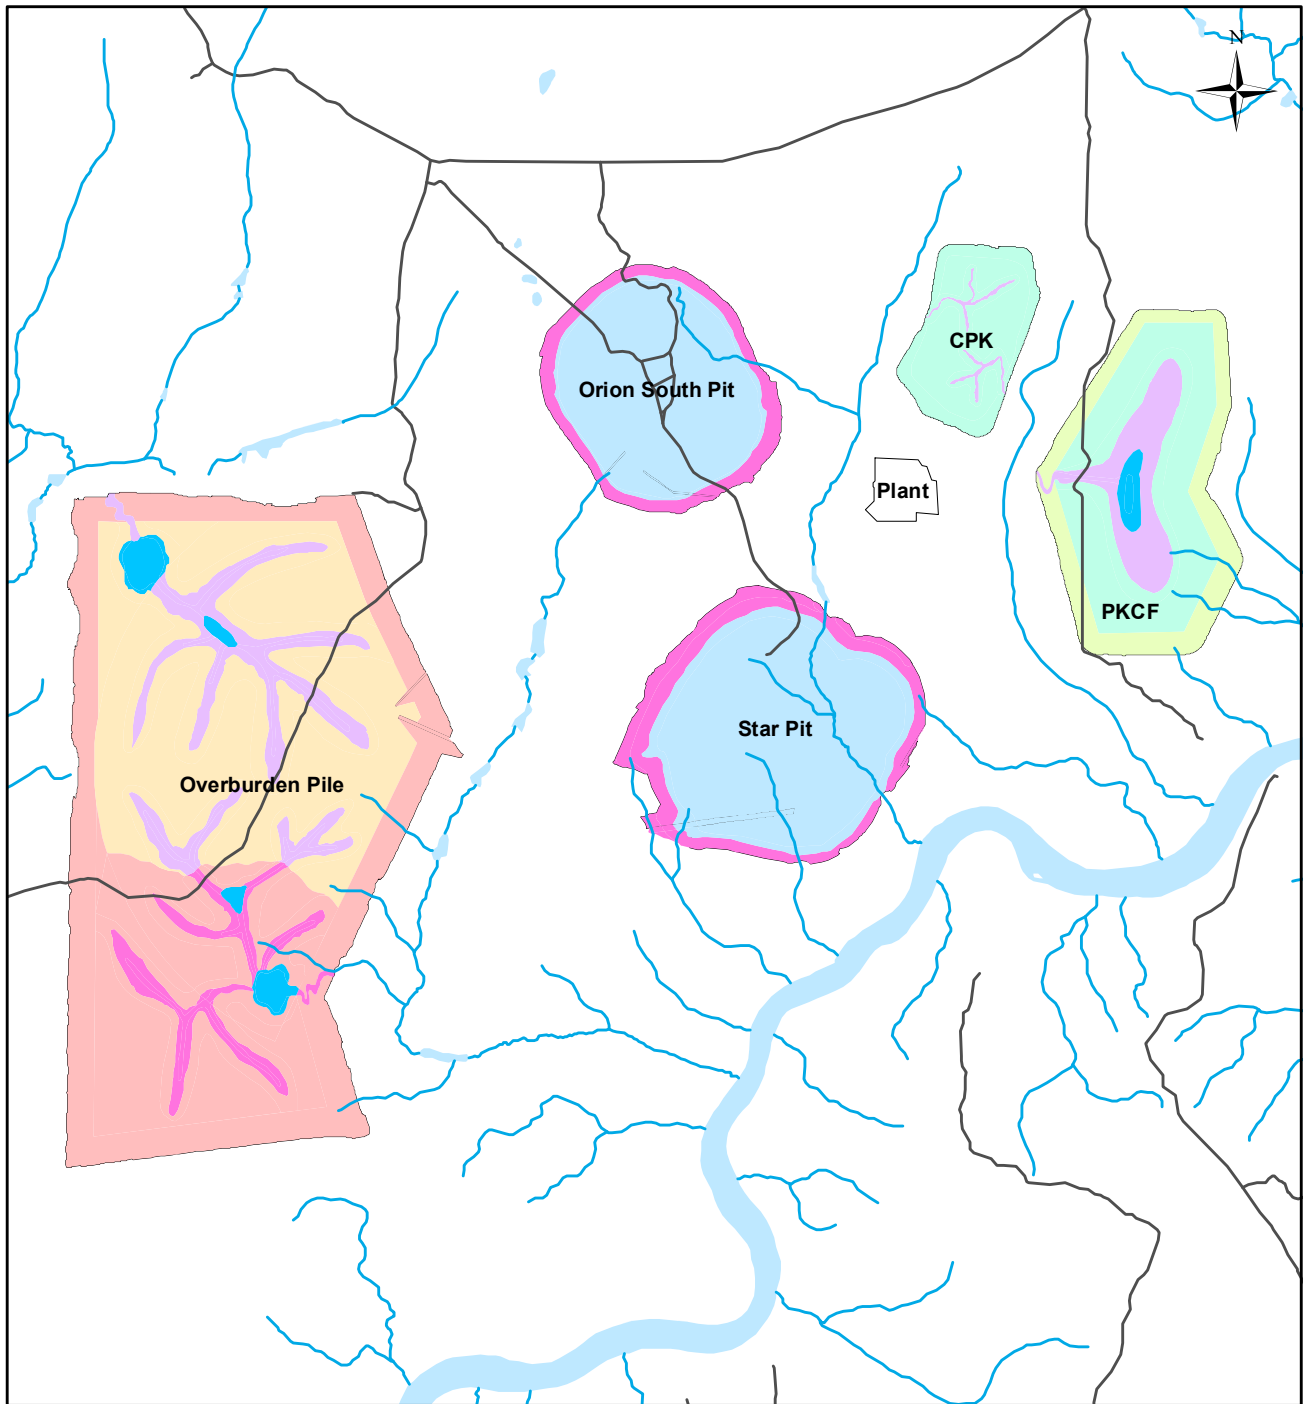 N
CPK
Orion South Pit
Plant
PKCF
Star Pit
Overburden Pile